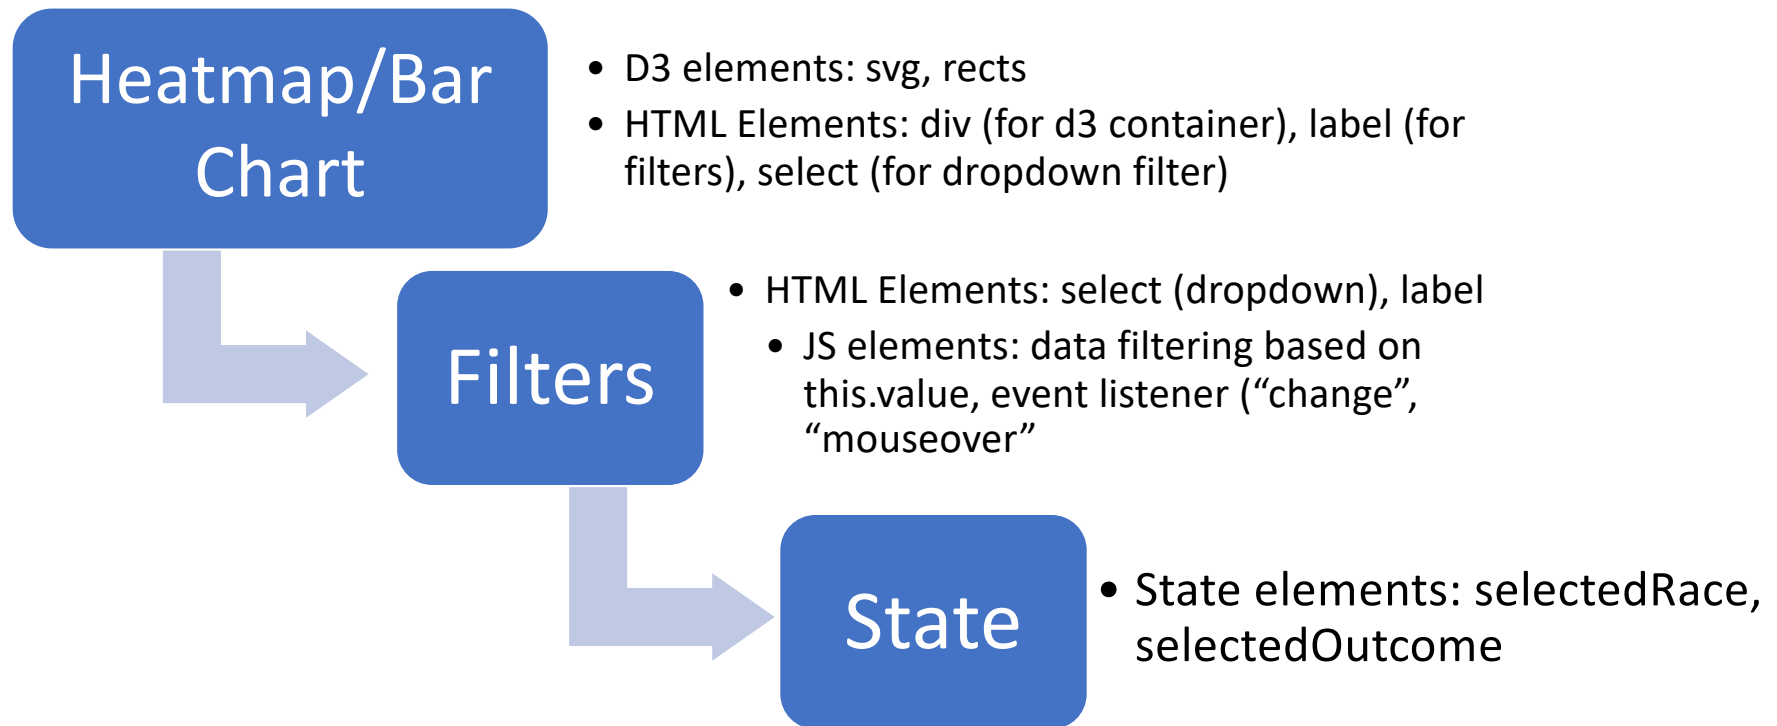 Heatmap/Bar
Chart
• D3 elements: svg, rects
• HTML Elements: div (for d3 container), label (for
filters), select (for dropdown filter)
Filters
• HTML Elements: select (dropdown), label
• JS elements: data filtering based on
this.value, event listener (“change”,
“mouseover”
State
• State elements: selectedRace,
selectedOutcome